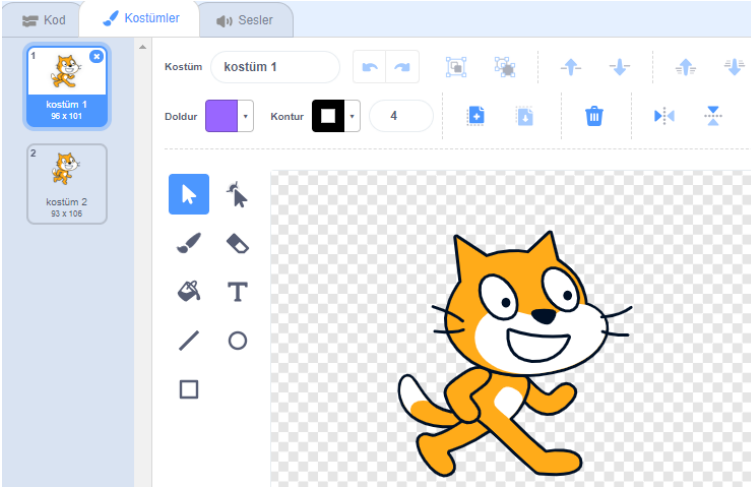 Kod
Kostümler
Sesler
1
kostüm 1
96 x 101
2
kostüm 2
93 x 106
Kostüm
kostüm 1
Doldur
Kontur
4
T